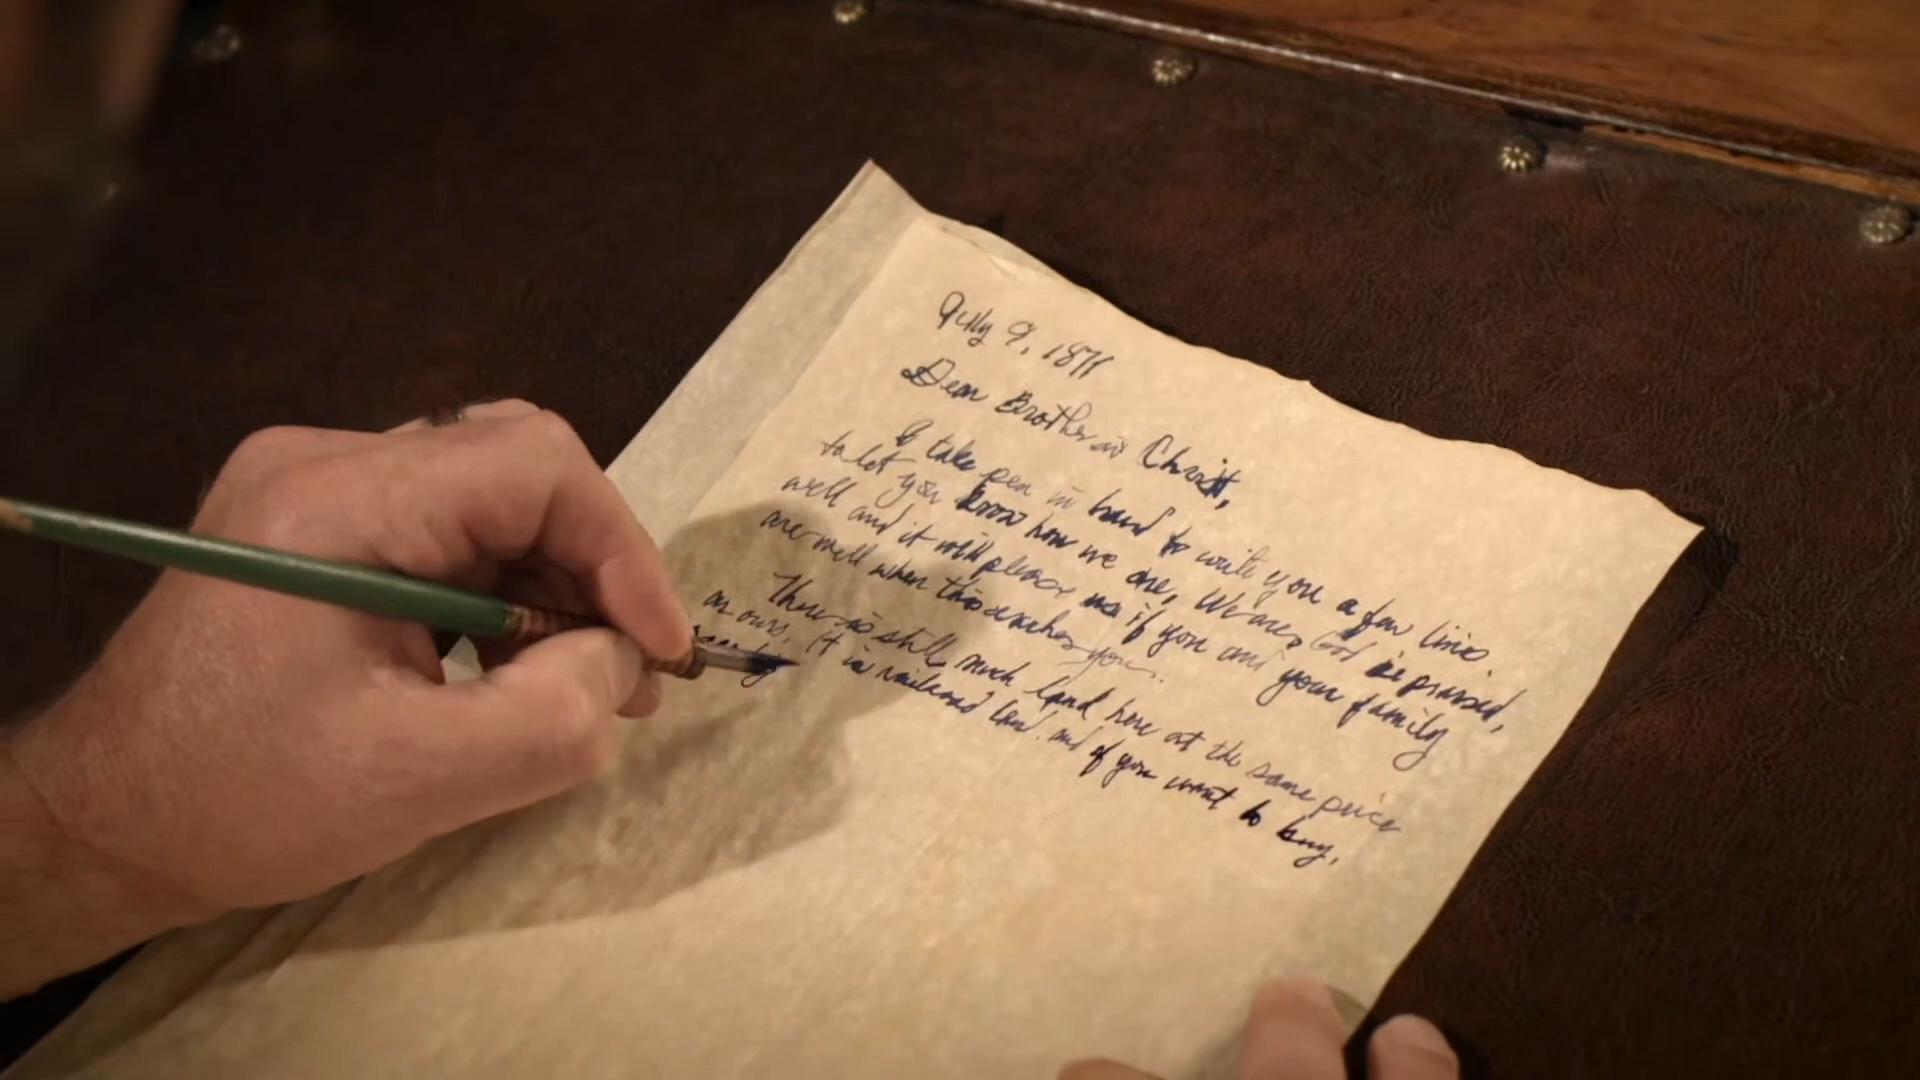 July 9, 1871
Dear Brother in Christ,
I take pen in hand to write you a few lines
to let you know how we are. We are, God be praised,
well and it will please us if you and your family
are well when this reaches you.
There is still much land here at the same price
as ours. It is railroad land. and if you want to buy,